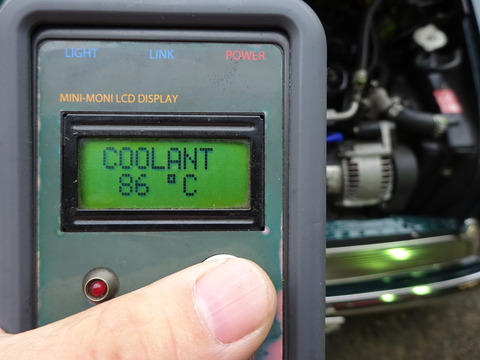 LIGHT LINK POWER
MINI-MONI LCD DISPLAY
COOLANT
86 °C